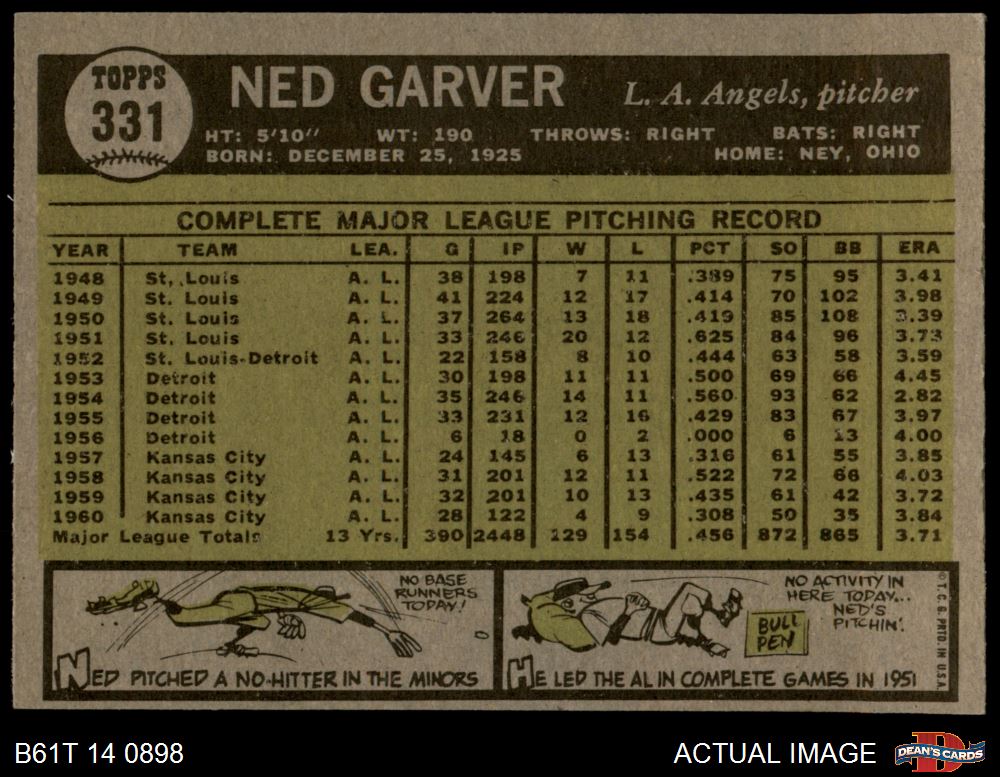 TOPPS
331
NED GARVER
L. A. Angels, pitcher
HT: 5'10" WT: 190 THROWS: RIGHT BATS: RIGHT
BORN: DECEMBER 25, 1925 HOME: NEY, OHIO
COMPLETE MAJOR LEAGUE PITCHING RECORD
YEAR TEAM LEA. G IP W L PCT SO BB ERA
1948 St. Louis A. L. 38 198 7 11 .389 75 95 3.41
1949 St. Louis A. L. 41 224 12 17 .414 70 102 3.98
1950 St. Louis A. L. 37 264 13 18 .419 85 108 3.39
1951 St. Louis A. L. 33 246 20 12 .625 84 96 3.73
1952 St. Louis-Detroit A. L. 22 158 8 10 .444 63 58 3.59
1953 Detroit A. L. 30 198 11 11 .500 69 66 4.45
1954 Detroit A. L. 35 246 14 11 .560 93 62 2.82
1955 Detroit A. L. 33 231 12 16 .429 83 67 3.97
1956 Detroit A. L. 6 18 0 2 .000 6 13 4.00
1957 Kansas City A. L. 24 145 6 13 .316 61 55 3.85
1958 Kansas City A. L. 31 201 12 11 .522 72 66 4.03
1959 Kansas City A. L. 32 201 10 13 .435 61 42 3.72
1960 Kansas City A. L. 28 122 4 9 .308 50 35 3.84
Major League Totals 13 Yrs. 390 2448 129 154 .456 872 865 3.71
NO BASE
RUNNERS
TODAY!
NED PITCHED A NO-HITTER IN THE MINORS
NO ACTIVITY IN
HERE TODAY...
NED'S
PITCHIN'.
BULL
PEN
HE LED THE AL IN COMPLETE GAMES IN 1951
© T. C. G. PRTD IN U.S.A.
B61T 14 0898
ACTUAL IMAGE
D
DEAN'S CARDS